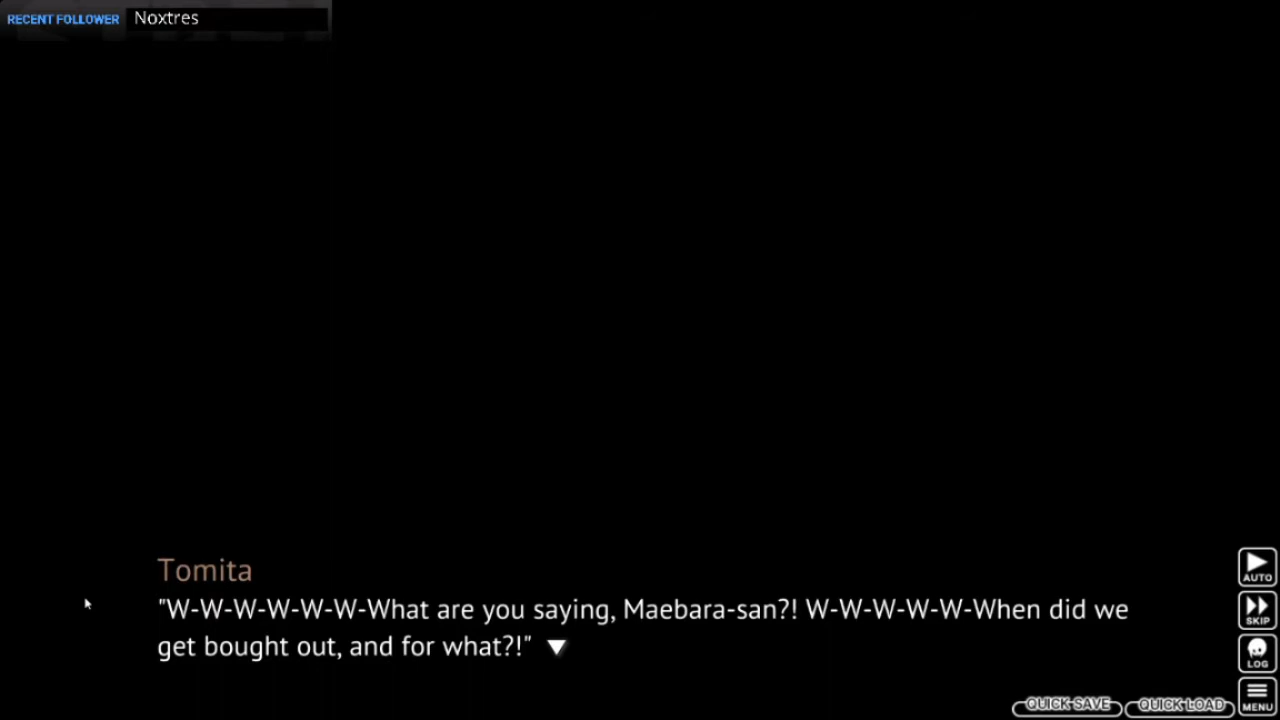 RECENT FOLLOWER Noxtres
Tomita
"W-W-W-W-W-W-What are you saying, Maebara-san?! W-W-W-W-W-When did we
get bought out, and for what?!"
AUTO
SKIP
LOG
MENU
QUICK SAVE QUICK LOAD